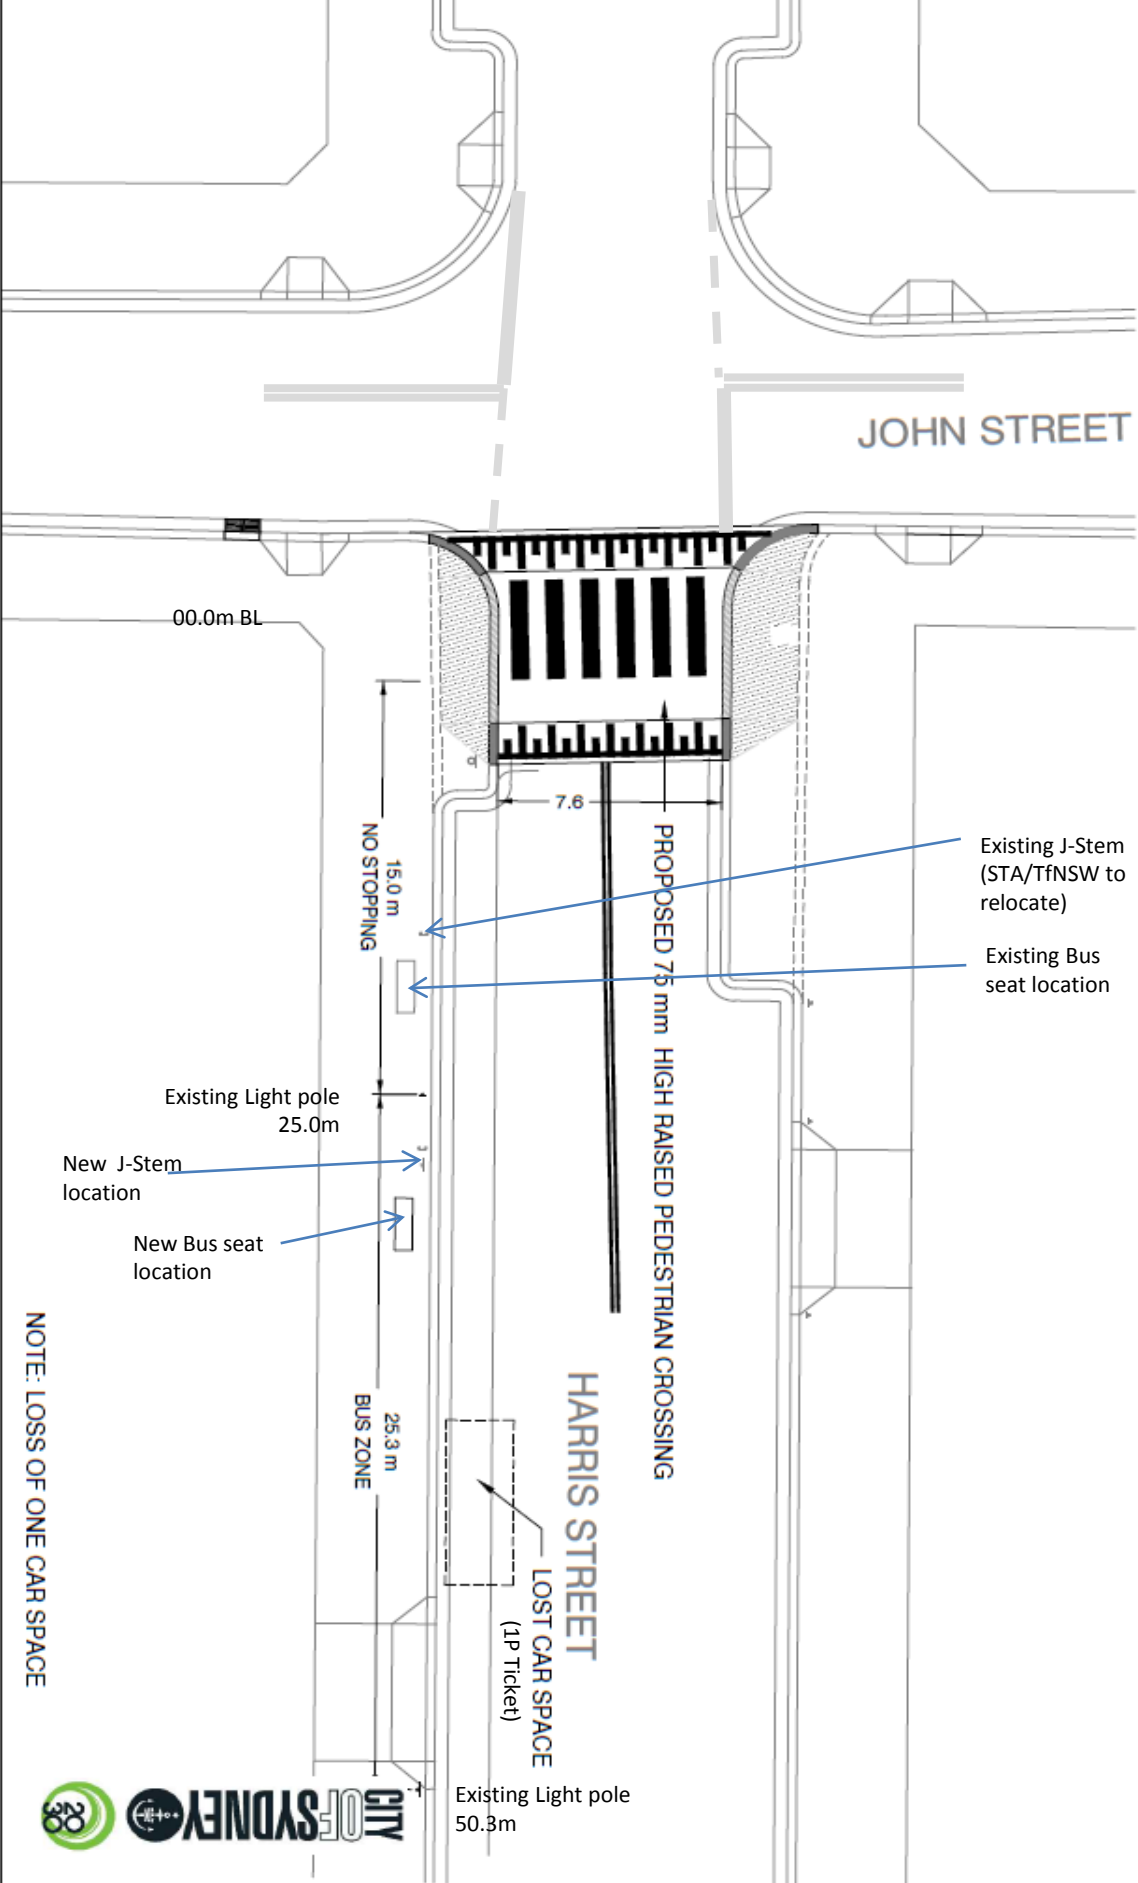 JOHN STREET
00.0m BL
7.6
15.0 m
NO STOPPING
PROPOSED 75 mm HIGH RAISED PEDESTRIAN CROSSING
Existing J-Stem
(STA/TfNSW to
relocate)
Existing Bus
seat location
Existing Light pole
25.0m
New J-Stem
location
New Bus seat
location
25.3 m
BUS ZONE
HARRIS STREET
LOST CAR SPACE
(1P Ticket)
NOTE: LOSS OF ONE CAR SPACE
Existing Light pole
50.3m
CITY OF SYDNEY
2030